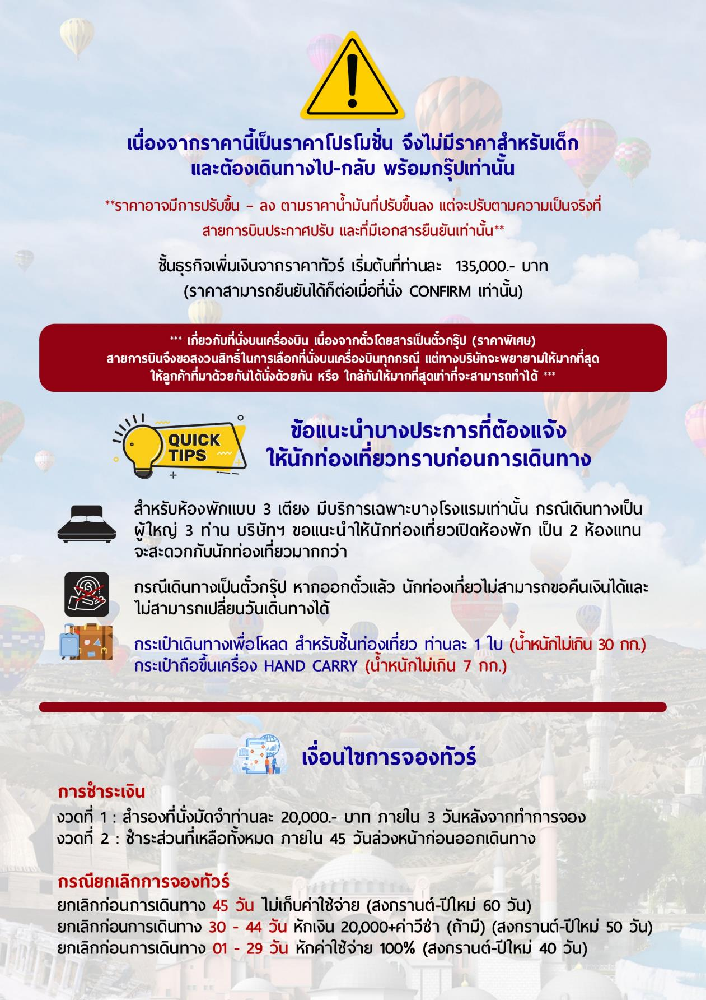 เนื่องจากราคานี้เป็นราคาโปรโมชั่น จึงไม่มีราคาสำหรับเด็ก
และต้องเดินทางไป-กลับ พร้อมกรุ๊ปเท่านั้น
**ราคาอาจมีการปรับขึ้น – ลง ตามราคาน้ำมันที่ปรับขึ้นลง แต่จะปรับตามความเป็นจริงที่
สายการบินประกาศปรับ และที่มีเอกสารยืนยันเท่านั้น**
ชั้นธุรกิจเพิ่มเงินจากราคาทัวร์ เริ่มต้นที่ท่านละ 135,000.- บาท
(ราคาสามารถยืนยันได้ก็ต่อเมื่อที่นั่ง CONFIRM เท่านั้น)
*** เกี่ยวกับที่นั่งบนเครื่องบิน เนื่องจากตั๋วโดยสารเป็นตั๋วกรุ๊ป (ราคาพิเศษ)
สายการบินจึงขอสงวนสิทธิ์ในการเลือกที่นั่งบนเครื่องบินทุกกรณี แต่ทางบริษัทจะพยายามให้มากที่สุด
ให้ลูกค้าที่มาด้วยกันได้นั่งด้วยกัน หรือ ใกล้กันให้มากที่สุดเท่าที่จะสามารถทำได้ ***
QUICK
TIPS
ข้อแนะนำบางประการที่ต้องแจ้ง
ให้นักท่องเที่ยวทราบก่อนการเดินทาง
สำหรับห้องพักแบบ 3 เตียง มีบริการเฉพาะบางโรงแรมเท่านั้น กรณีเดินทางเป็น
ผู้ใหญ่ 3 ท่าน บริษัทฯ ขอแนะนำให้นักท่องเที่ยวเปิดห้องพัก เป็น 2 ห้องแทน
จะสะดวกกับนักท่องเที่ยวมากกว่า
กรณีเดินทางเป็นตั๋วกรุ๊ป หากออกตั๋วแล้ว นักท่องเที่ยวไม่สามารถขอคืนเงินได้และ
ไม่สามารถเปลี่ยนวันเดินทางได้
กระเป๋าเดินทางเพื่อโหลด สำหรับชั้นท่องเที่ยว ท่านละ 1 ใบ (น้ำหนักไม่เกิน 30 กก.)
กระเป๋าถือขึ้นเครื่อง HAND CARRY (น้ำหนักไม่เกิน 7 กก.)
เงื่อนไขการจองทัวร์
การชำระเงิน
งวดที่ 1 : สำรองที่นั่งมัดจำท่านละ 20,000.- บาท ภายใน 3 วันหลังจากทำการจอง
งวดที่ 2 : ชำระส่วนที่เหลือทั้งหมด ภายใน 45 วันล่วงหน้าก่อนออกเดินทาง
กรณียกเลิกการจองทัวร์
ยกเลิกก่อนการเดินทาง 45 วัน ไม่เก็บค่าใช้จ่าย (สงกรานต์-ปีใหม่ 60 วัน)
ยกเลิกก่อนการเดินทาง 30 - 44 วัน หักเงิน 20,000+ค่าวีซ่า (ถ้ามี) (สงกรานต์-ปีใหม่ 50 วัน)
ยกเลิกก่อนการเดินทาง 01 - 29 วัน หักค่าใช้จ่าย 100% (สงกรานต์-ปีใหม่ 40 วัน)